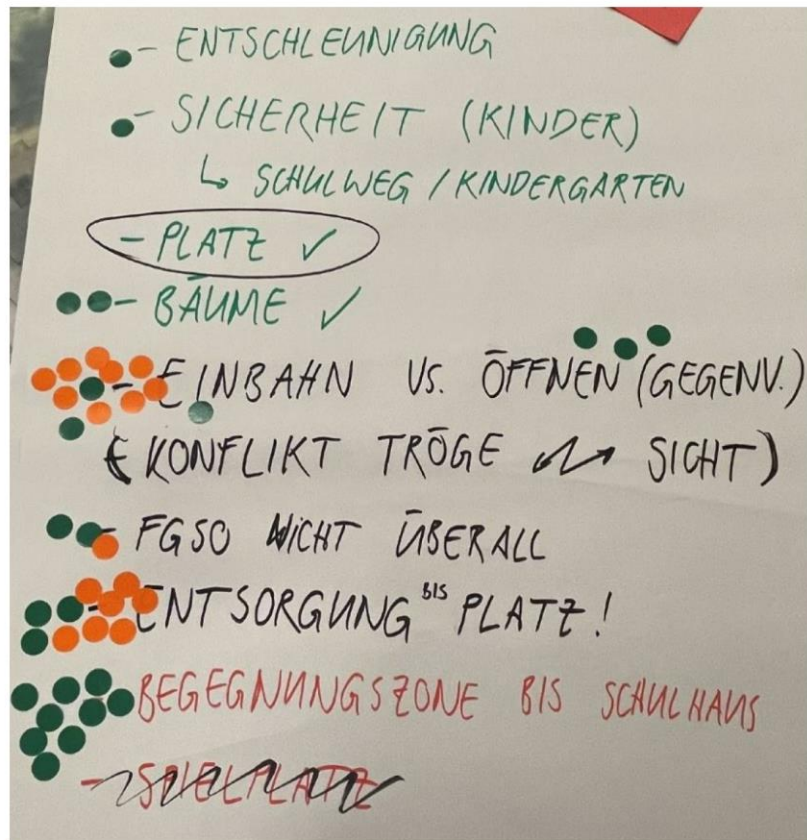 - ENTSCHLEUNIGUNG
- SICHERHEIT (KINDER)
↳ SCHULWEG / KINDERGARTEN
- PLATZ ✓
- BÄUME ✓
- EINBAHN VS. ÖFFNEN (GEGENV.)
(KONFLIKT TRÖGE ↔ SICHT)
- FGSO NICHT ÜBERALL
- ENTSORGUNG BIS PLATZ!
BEGEGNUNGSZONE BIS SCHULHAUS
- SPIELPLATZ